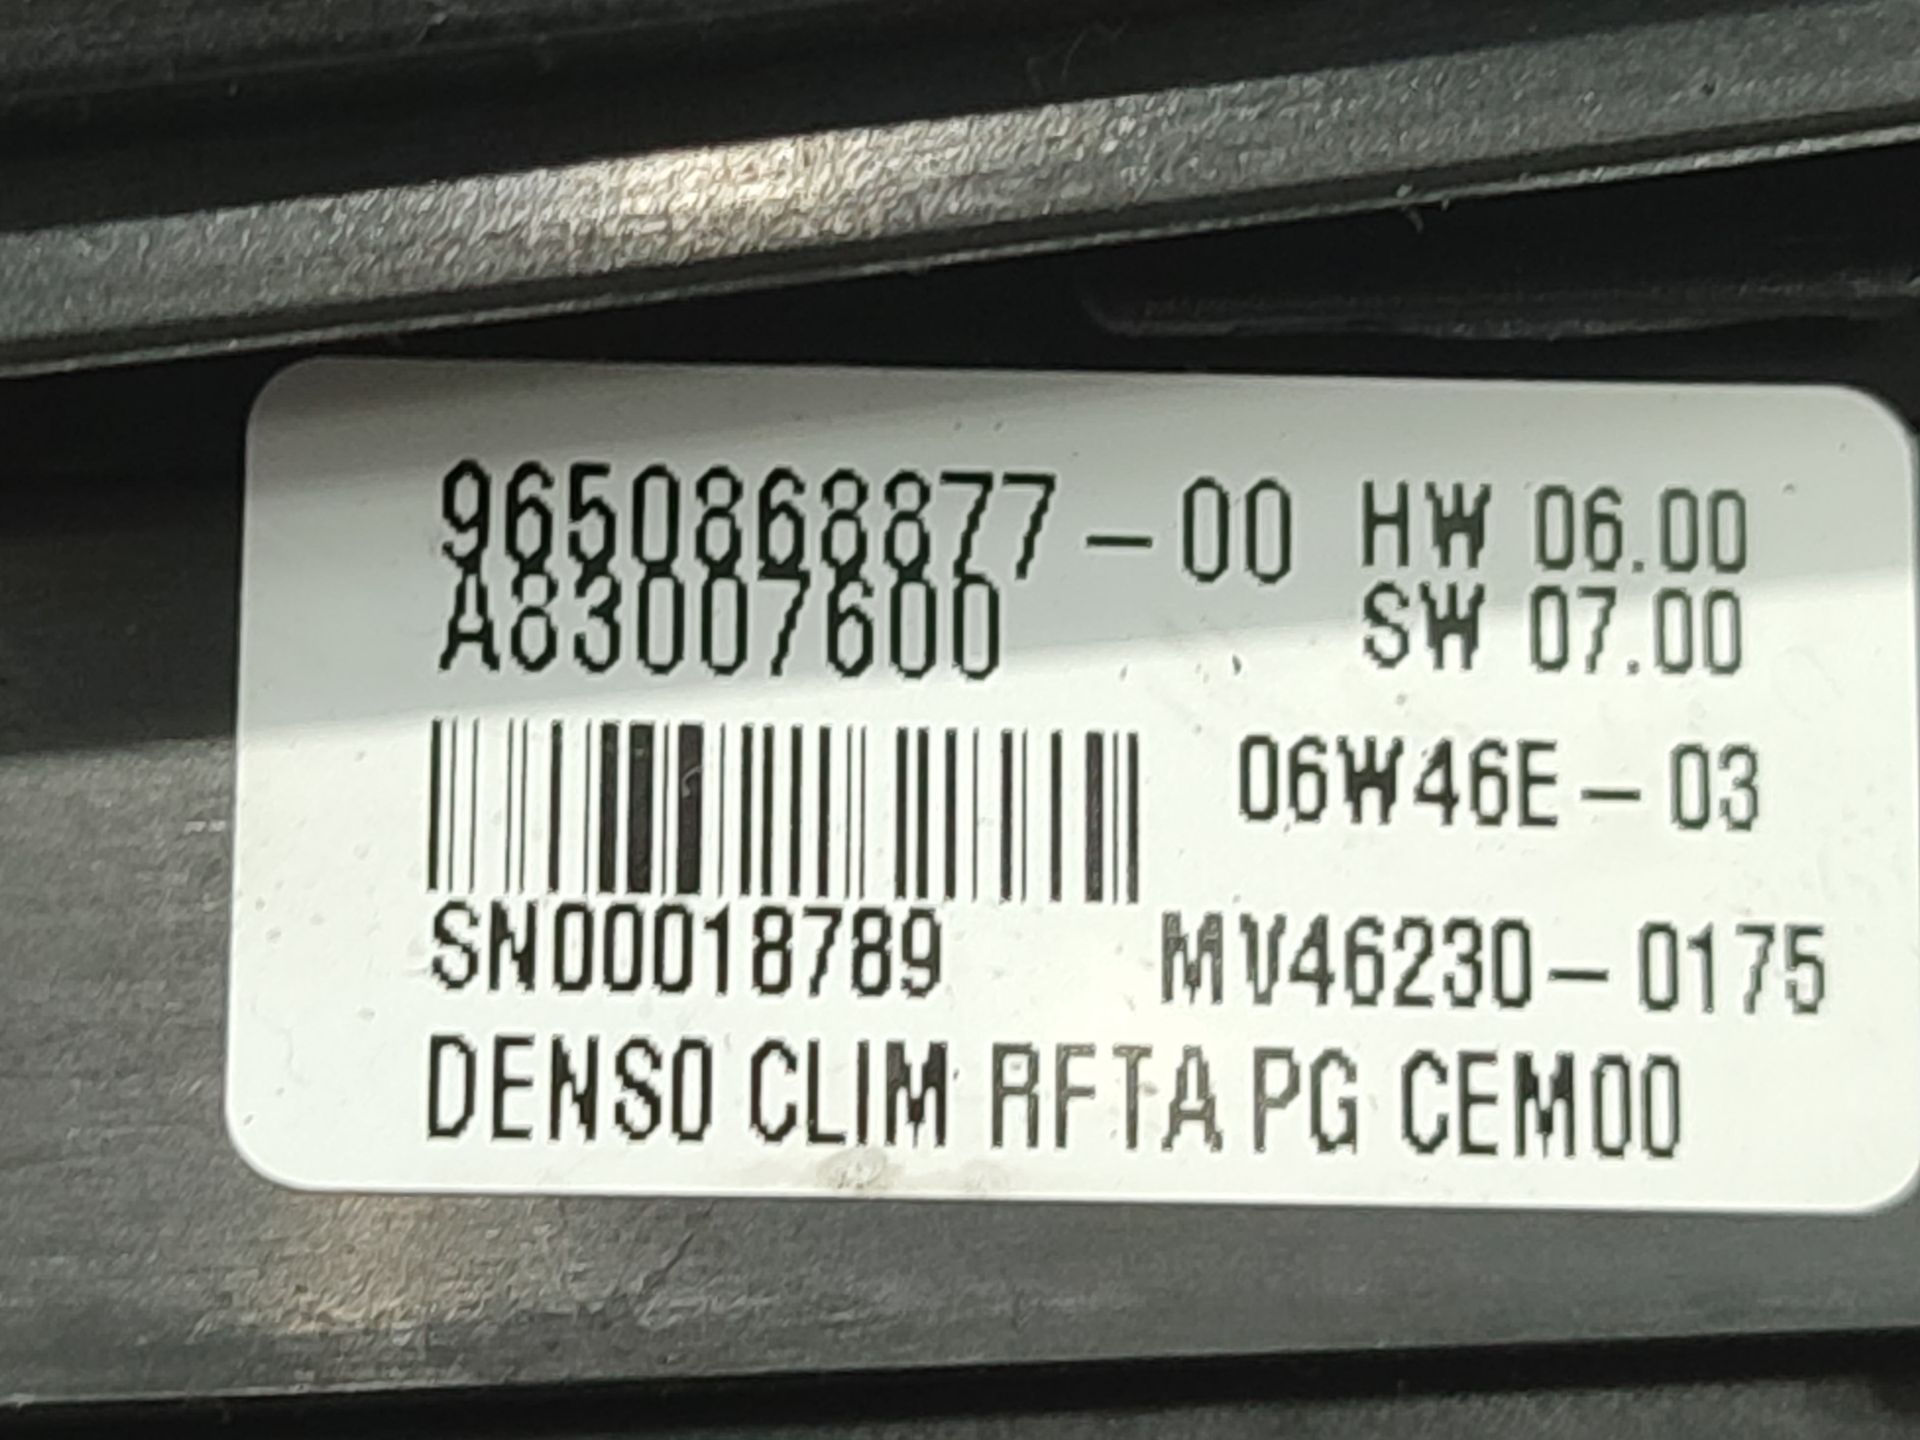 9650868877-00 HW 06.00
A83007600 SW 07.00
06W46E-03
SN00018789 MV46230-0175
DENSO CLIM RFTA PG CEM00